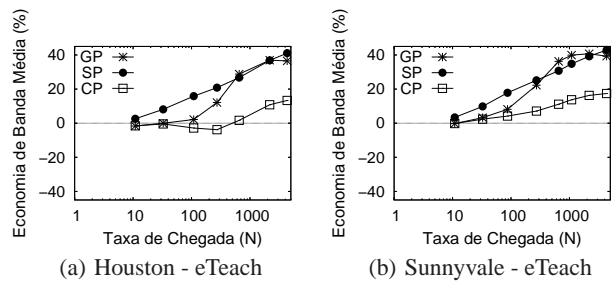 Economia de Banda Média (%)
40
20
0
−20
−40
GP
SP
CP
1
10
100
1000
Taxa de Chegada (N)
(a) Houston - eTeach
Economia de Banda Média (%)
40
20
0
−20
−40
GP
SP
CP
1
10
100
1000
Taxa de Chegada (N)
(b) Sunnyvale - eTeach